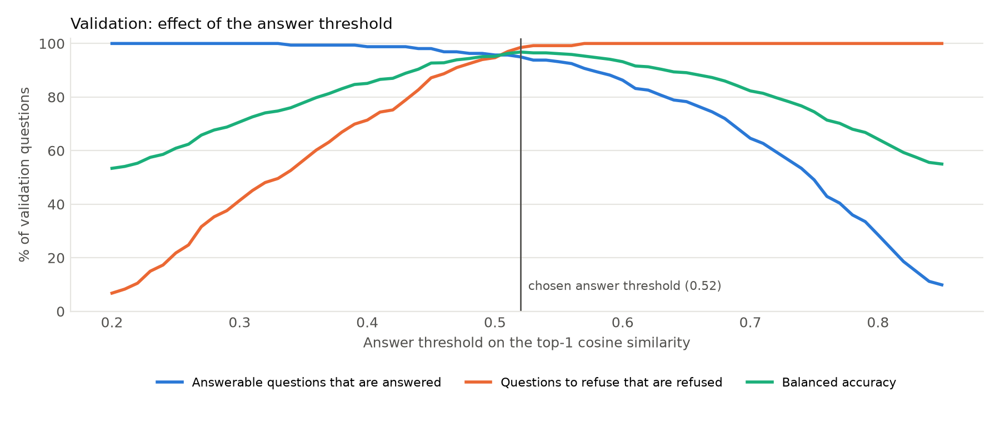 Validation: effect of the answer threshold
% of validation questions
100
80
60
40
20
0
chosen answer threshold (0.52)
0.2 0.3 0.4 0.5 0.6 0.7 0.8
Answer threshold on the top-1 cosine similarity
Answerable questions that are answered Questions to refuse that are refused Balanced accuracy